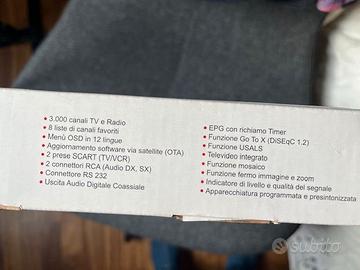 • 3.000 canali TV e Radio
• 8 liste di canali favoriti
• Menù OSD in 12 lingue
• Aggiornamento software via satellite (OTA)
• 2 prese SCART (TV/VCR)
• 2 connettori RCA (Audio DX, SX)
• Connettore RS 232
• Uscita Audio Digitale Coassiale
• EPG con richiamo Timer
• Funzione Go To X (DiSEqC 1.2)
• Funzione USALS
• Televideo integrato
• Funzione mosaico
• Funzione fermo immagine e zoom
• Indicatore di livello e qualità del segnale
• Apparecchiatura programmata e presintonizzata
subito